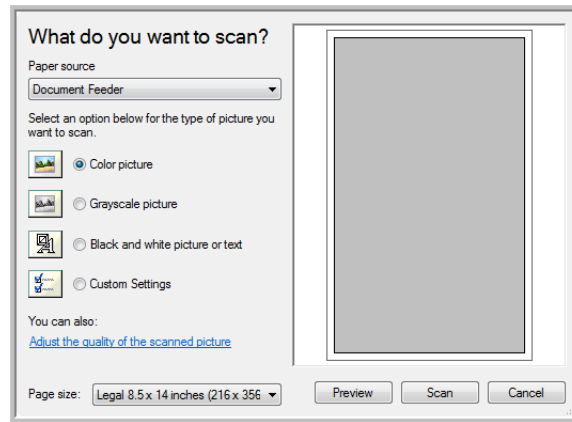 What do you want to scan?
Paper source
Document Feeder
Select an option below for the type of picture you
want to scan.
Color picture
Grayscale picture
Black and white picture or text
Custom Settings
You can also:
Adjust the quality of the scanned picture
Page size: Legal 8.5 x 14 inches (216 x 356 Preview Scan Cancel